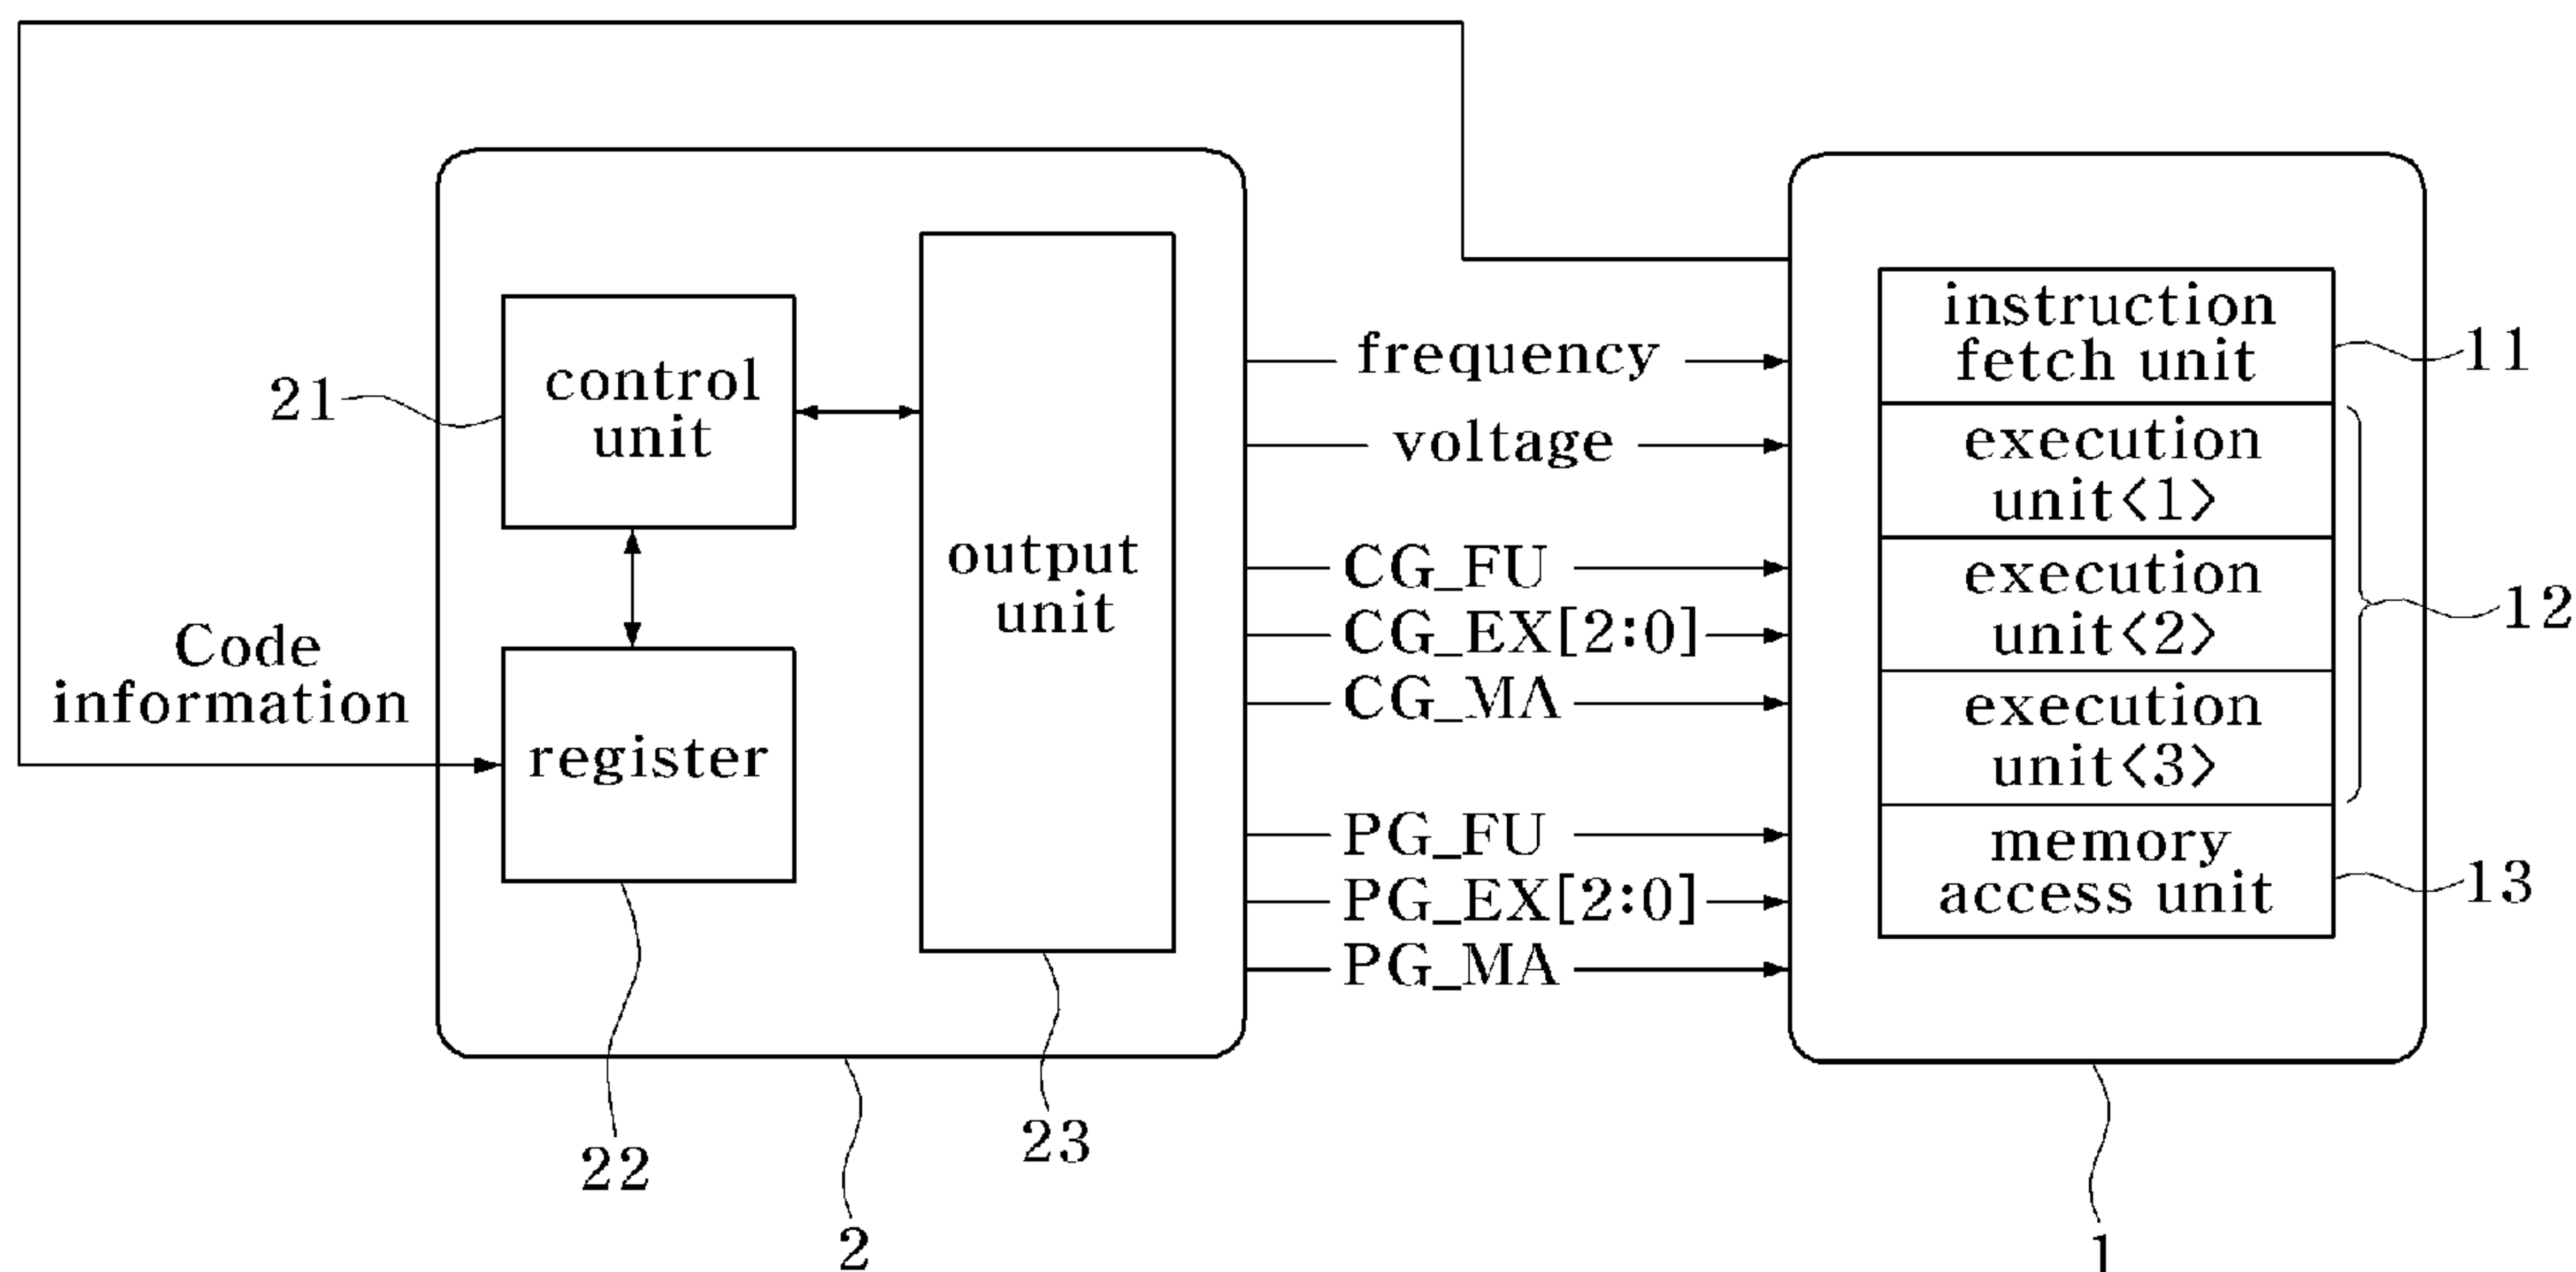 21
control
unit
Code
information
register
22
output
unit
23
2
frequency
voltage
CG_FU
CG_EX[2:0]
CG_MA
PG_FU
PG_EX[2:0]
PG_MA
instruction
fetch unit
execution
unit<1>
execution
unit<2>
execution
unit<3>
memory
access unit
11
12
13
1